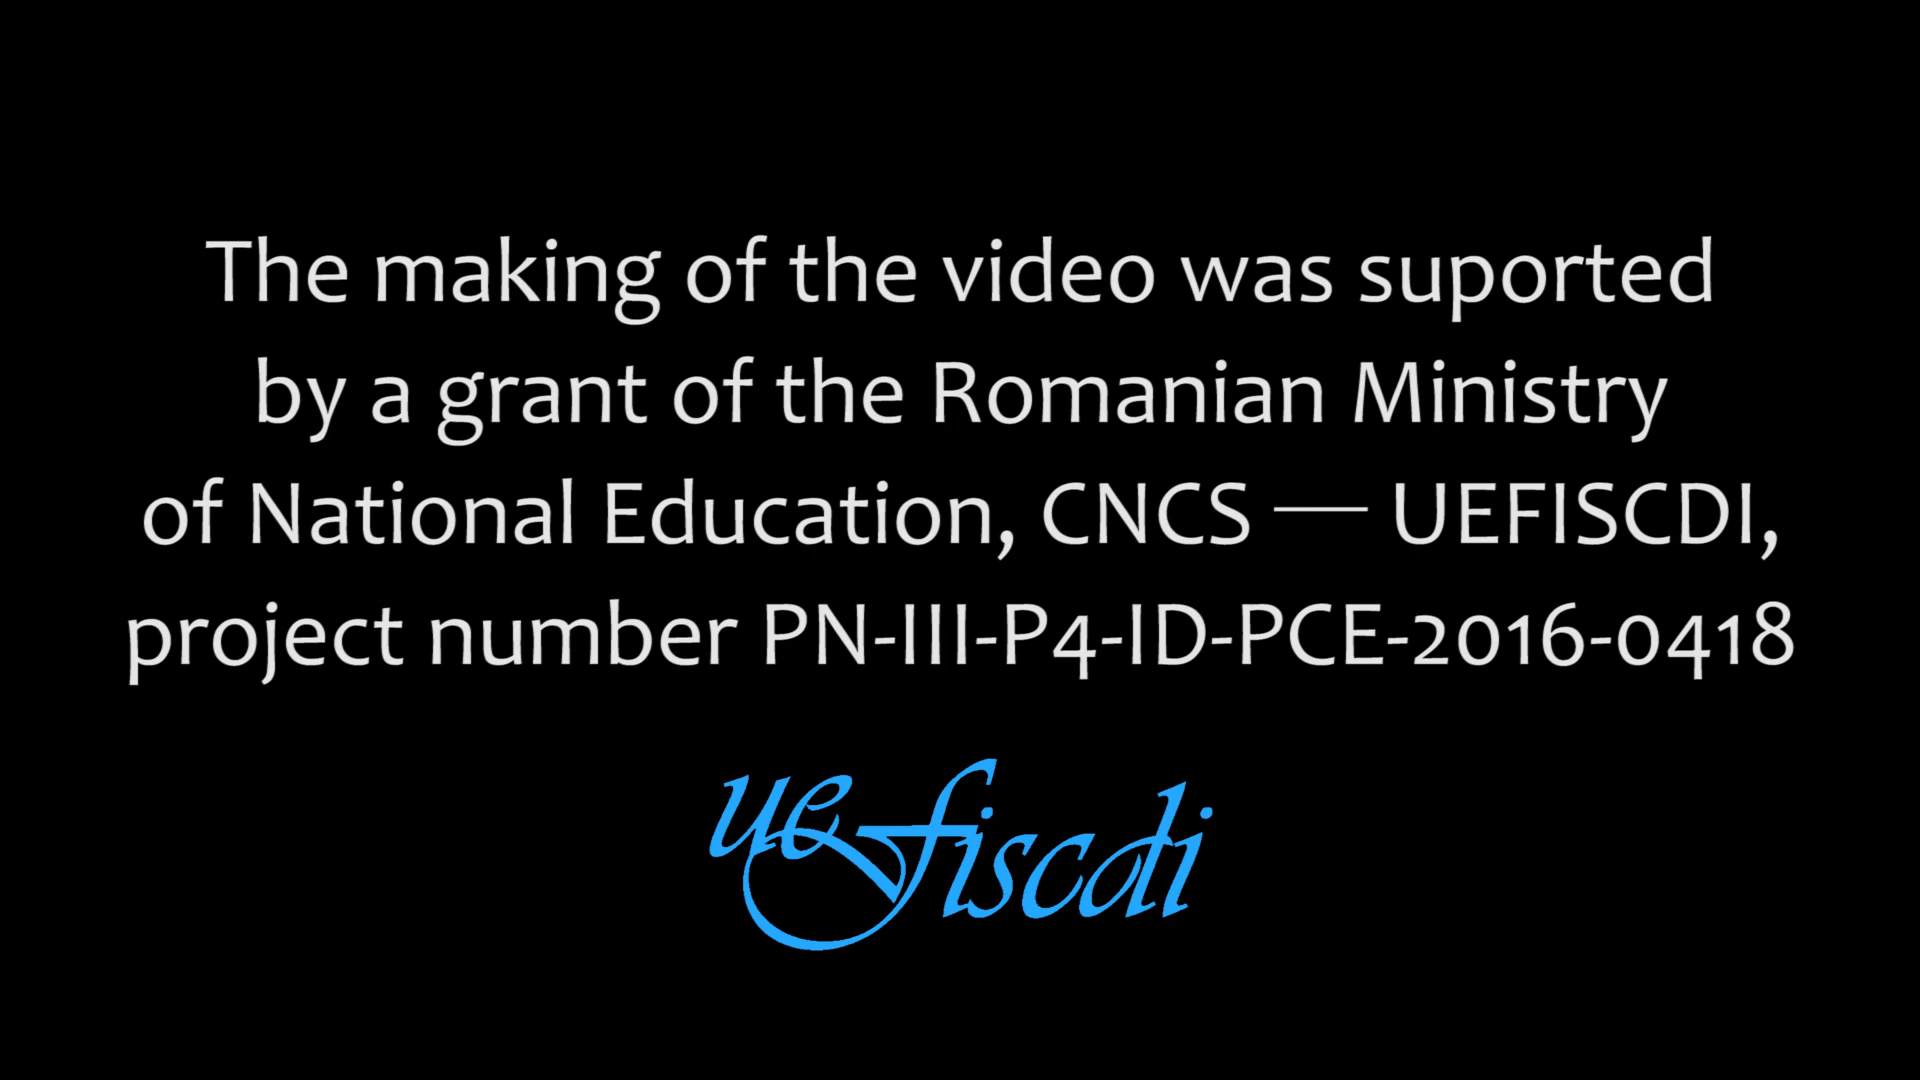 The making of the video was suported
by a grant of the Romanian Ministry
of National Education, CNCS — UEFISCDI,
project number PN-III-P4-ID-PCE-2016-0418
uefiscdi